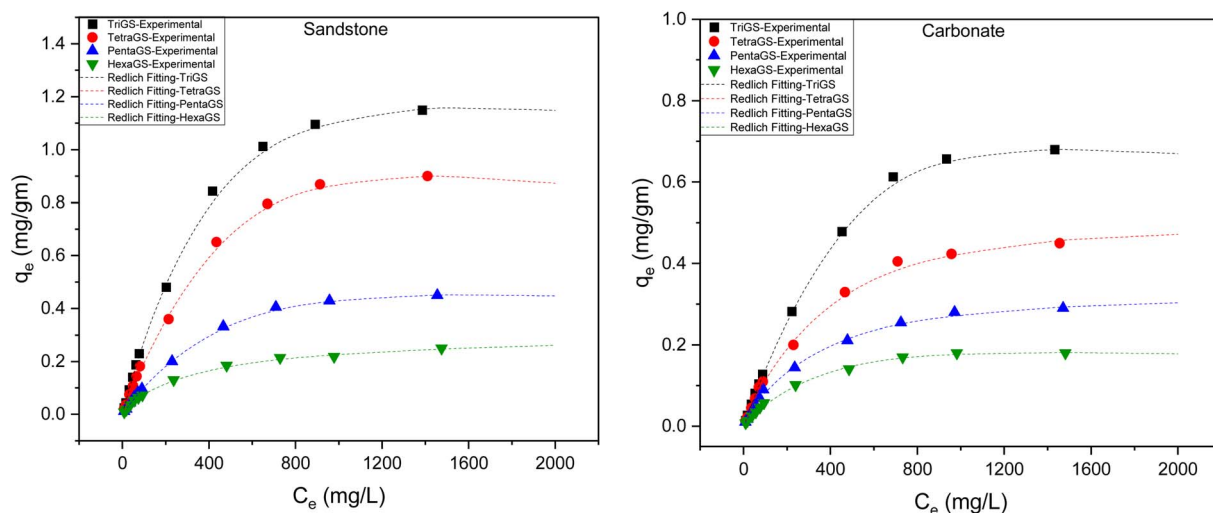 Sandstone
TriGS-Experimental
TetraGS-Experimental
PentaGS-Experimental
HexaGS-Experimental
Redlich Fitting-TriGS
Redlich Fitting-TetraGS
Redlich Fitting-PentaGS
Redlich Fitting-HexaGS
1.4
1.2
1.0
0.8
0.6
0.4
0.2
0.0
qe (mg/gm)
0 400 800 1200 1600 2000
Ce (mg/L)
Carbonate
TriGS-Experimental
TetraGS-Experimental
PentaGS-Experimental
HexaGS-Experimental
Redlich Fitting-TriGS
Redlich Fitting-TetraGS
Redlich Fitting-PentaGS
Redlich Fitting-HexaGS
1.0
0.8
0.6
0.4
0.2
0.0
qe (mg/gm)
0 400 800 1200 1600 2000
Ce (mg/L)